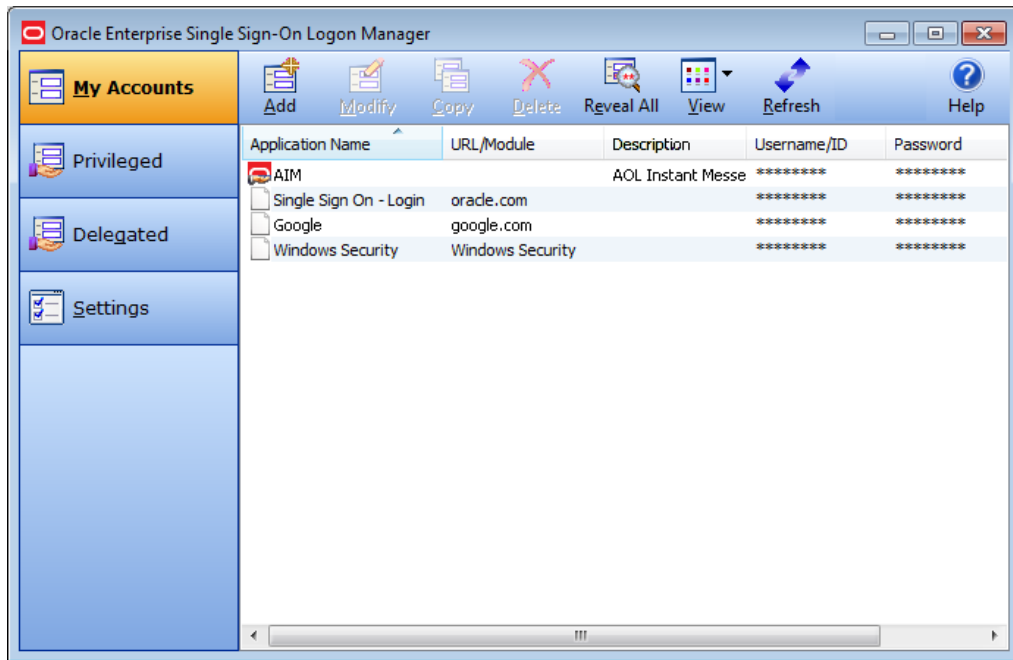 Oracle Enterprise Single Sign-On Logon Manager
My Accounts
Privileged
Delegated
Settings
Add Modify Copy Delete Reveal All View Refresh Help
Application Name URL/Module Description Username/ID Password
AIM AOL Instant Messe ******** ********
Single Sign On - Login oracle.com ******** ********
Google google.com ******** ********
Windows Security Windows Security ******** ********